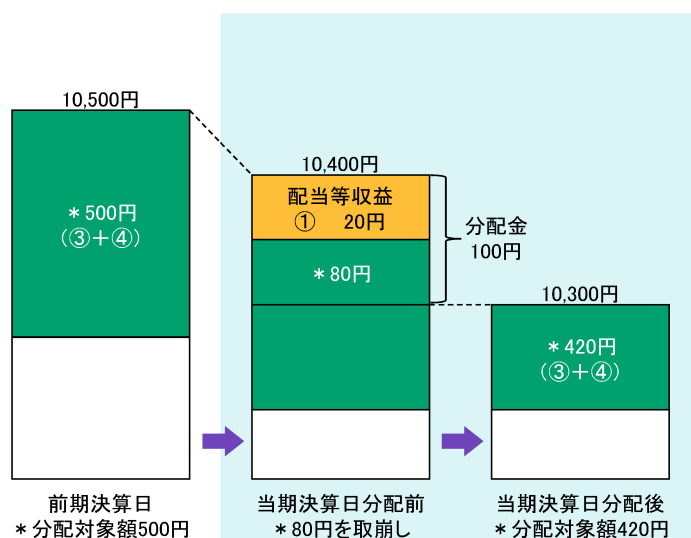 10,500円
＊500円
(③＋④)
前期決算日
＊分配対象額500円
10,400円
配当等収益
① 20円
＊80円
分配金
100円
当期決算日分配前
＊80円を取崩し
10,300円
＊420円
(③＋④)
当期決算日分配後
＊分配対象額420円